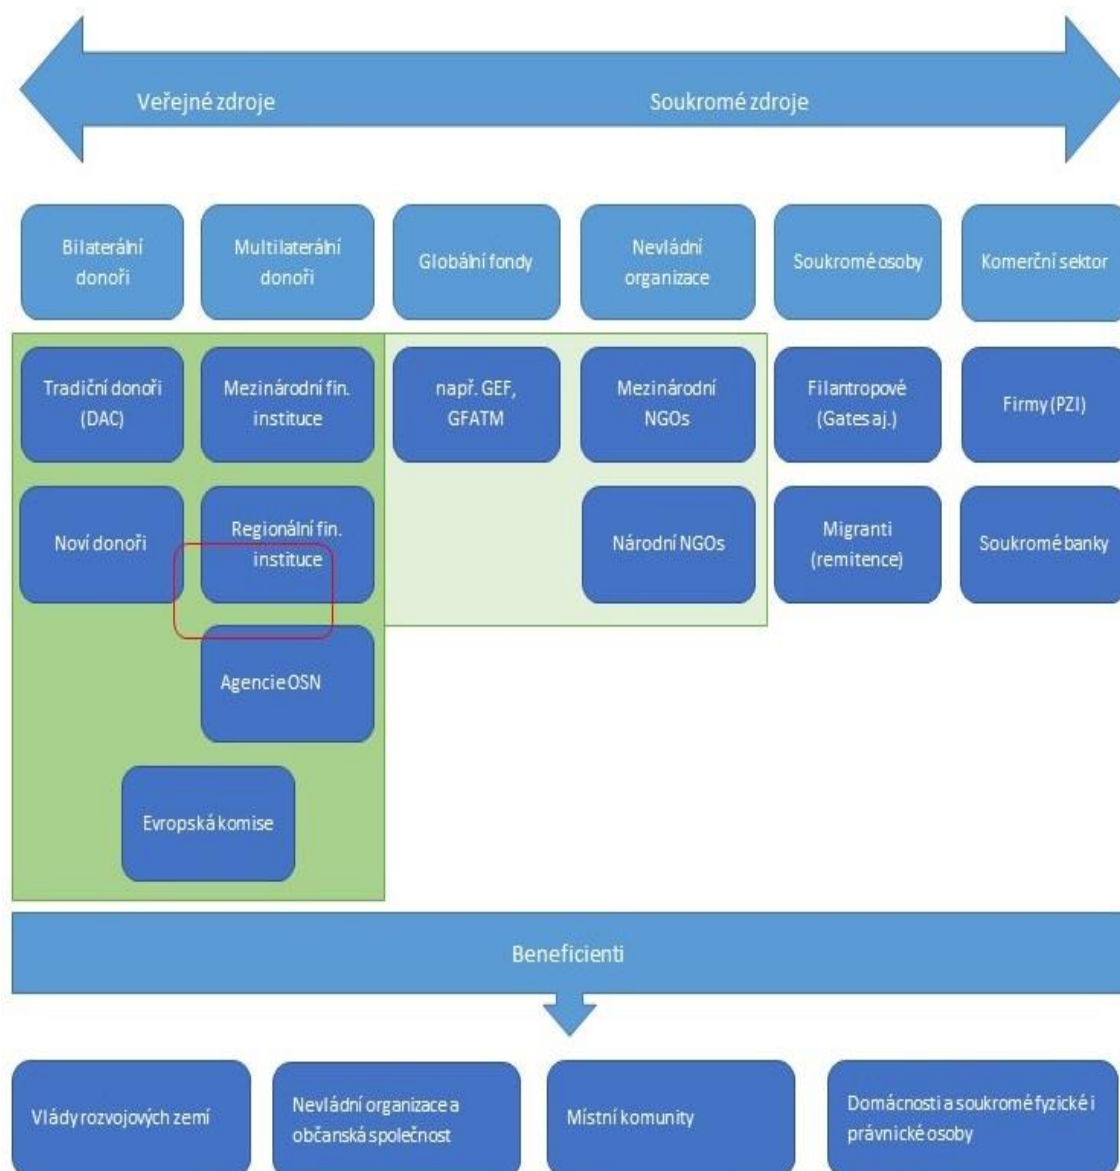 Veřejné zdroje
Soukromé zdroje
Bilaterální
donoři
Multilaterální
donoři
Globální fondy
Nevládní
organizace
Soukromé osoby
Komerční sektor
Tradiční donoři
(DAC)
Mezinárodní fin.
instituce
např. GEF,
GFATM
Mezinárodní
NGOs
Filantropové
(Gates aj.)
Firmy (PZI)
Noví donoři
Regionální fin.
instituce
Národní NGOs
Migranti
(remitence)
Soukromé banky
Agencie OSN
Evropská komise
Beneficienti
Vlády rozvojových zemí
Nevládní organizace a
občanská společnost
Místní komunity
Domácnosti a soukromé fyzické i
právnické osoby